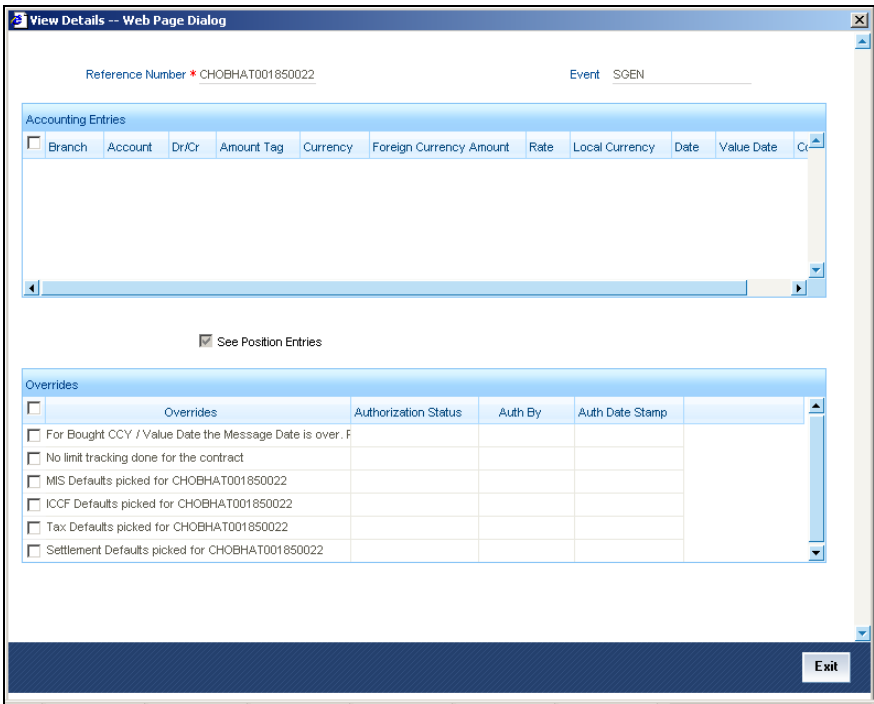 View Details -- Web Page Dialog
Reference Number * CHOBHAT001850022 Event SGEN
Accounting Entries
Branch Account Dr/Cr Amount Tag Currency Foreign Currency Amount Rate Local Currency Date Value Date
See Position Entries
Overrides
Overrides Authorization Status Auth By Auth Date Stamp
For Bought CCY / Value Date the Message Date is over.
No limit tracking done for the contract
MIS Defaults picked for CHOBHAT001850022
ICCF Defaults picked for CHOBHAT001850022
Tax Defaults picked for CHOBHAT001850022
Settlement Defaults picked for CHOBHAT001850022
Exit